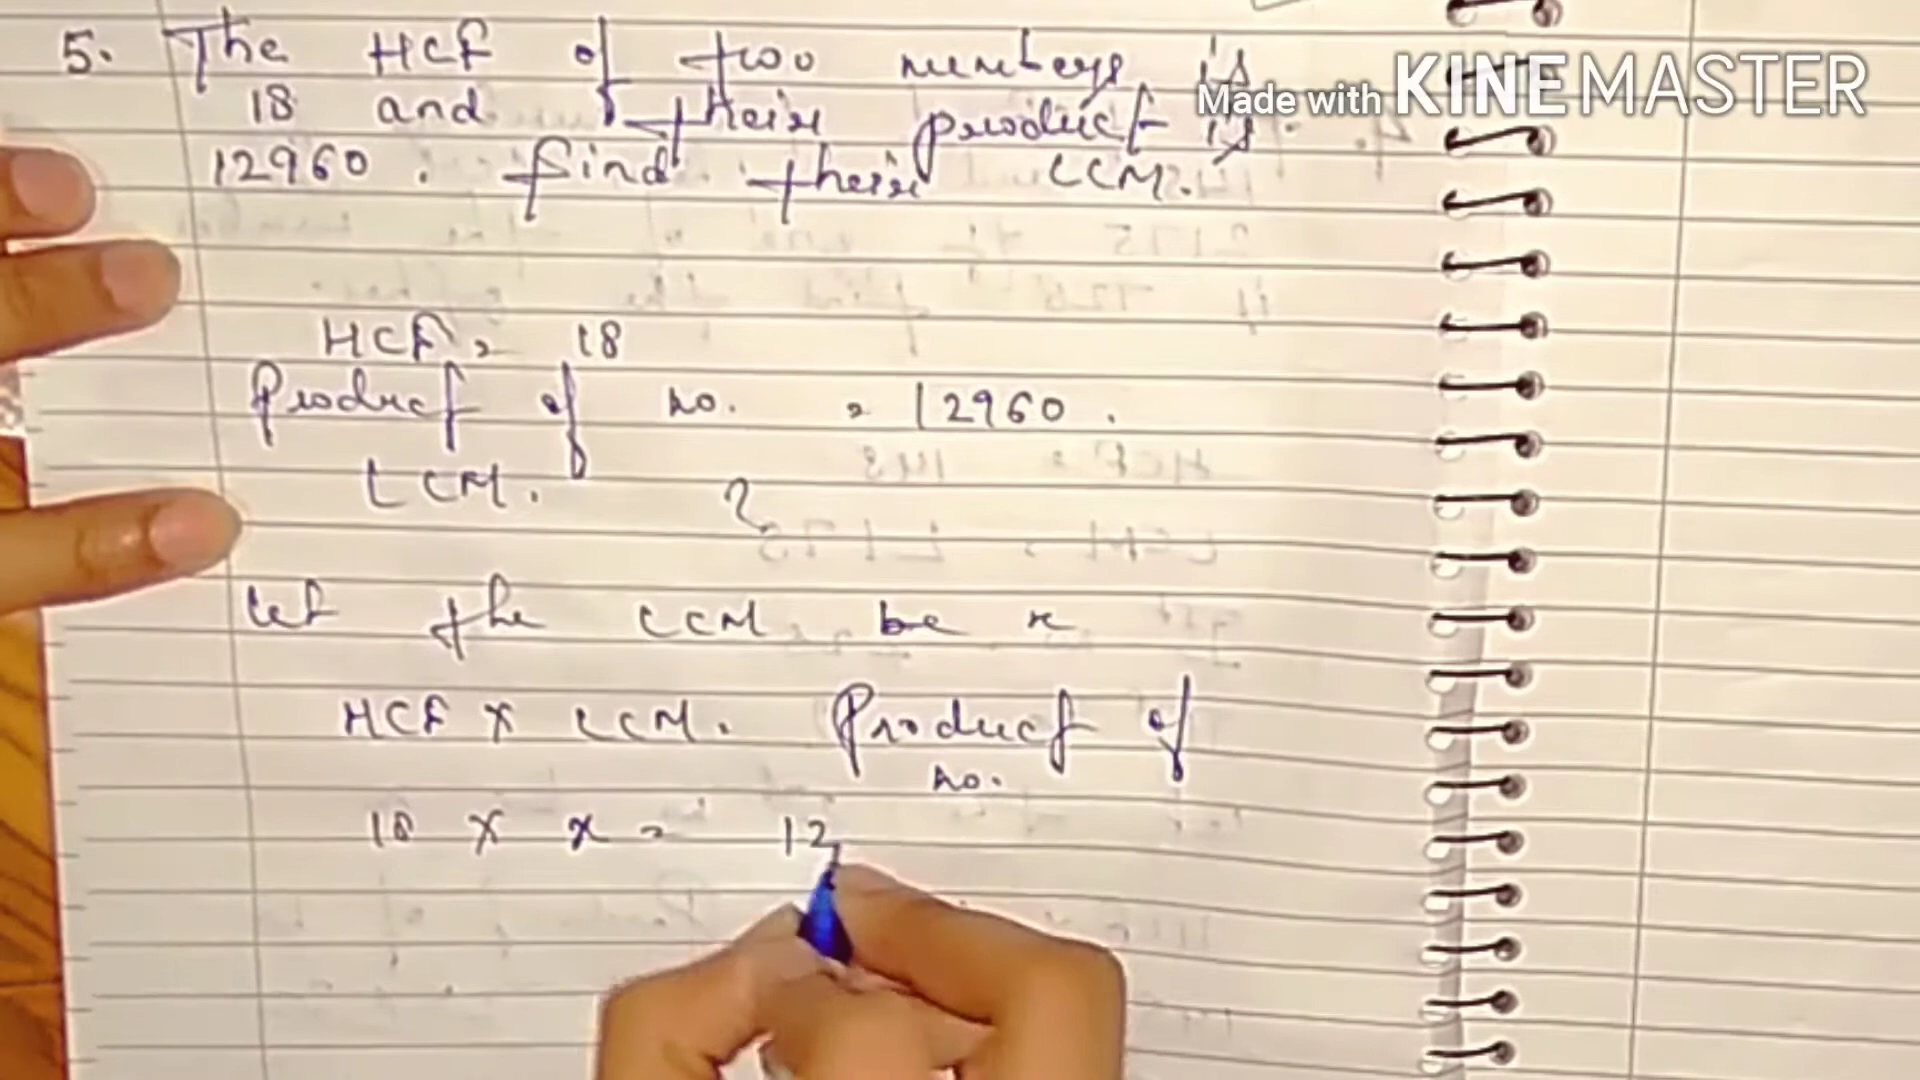 5. The HCF of two numbers is
18 and their product is
12960. find their LCM.
Made with KINEMASTER
HCF = 18
Product of no. = 12960.
LCM. ?
let the LCM be x
HCF x LCM. Product of
no.
18 x x = 12